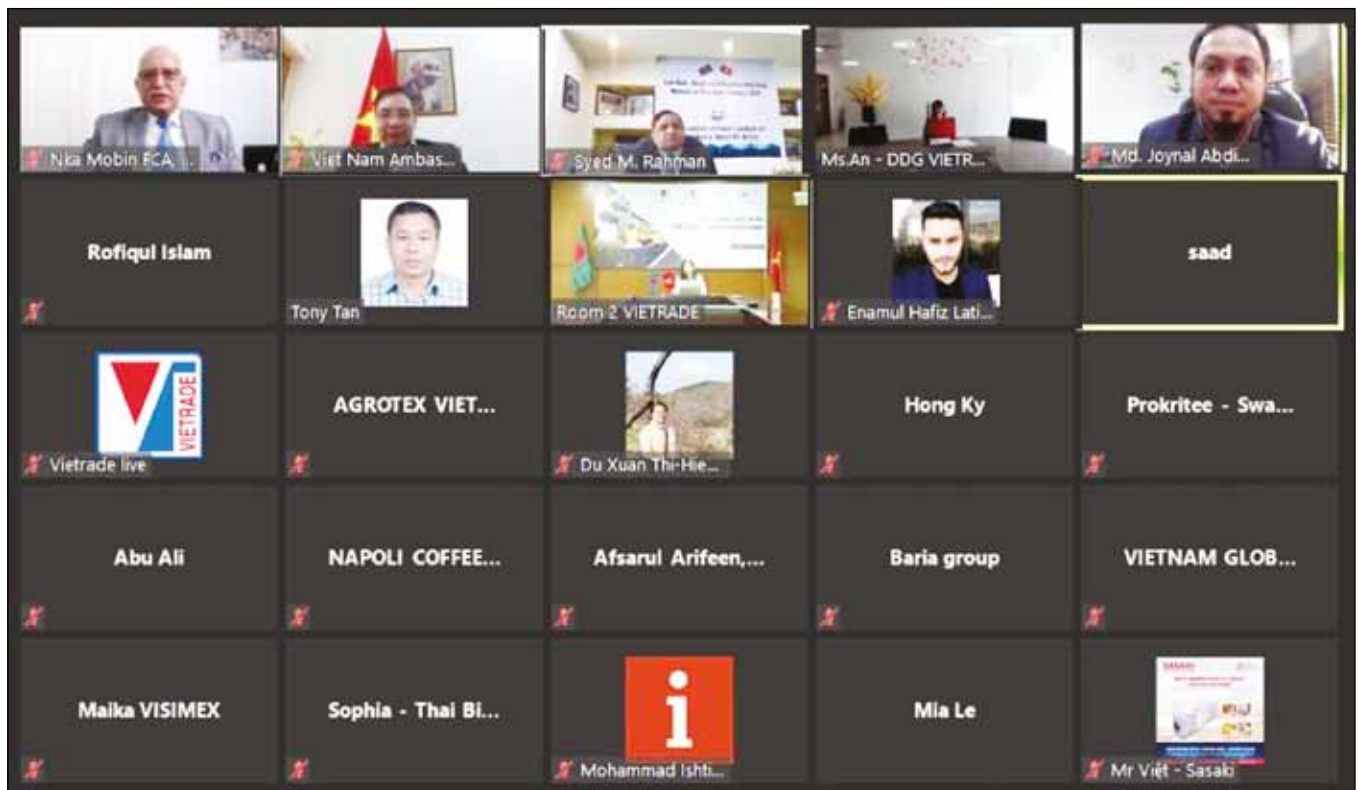 Nka Mobin FCA, ...
Viet Nam Ambas...
Syed M. Rahman
Ms.An - DDG VIETR...
Md. Joynal Abdi...
Rofiqul Islam
Tony Tan
Room 2 VIETRADE
Enamul Hafiz Lati...
saad
VIETRADE
Vietrade live
AGROTEX VIET...
Du Xuan Thi-Hie...
Hong Ky
Prokritee - Swa...
Abu Ali
NAPOLI COFFEE...
Afsarul Arifeen,...
Baria group
VIETNAM GLOB...
Malka VISIMEX
Sophia - Thai Bi...
i
Mohammad Ishti...
Mia Le
SASAKI
Mr Việt - Sasaki